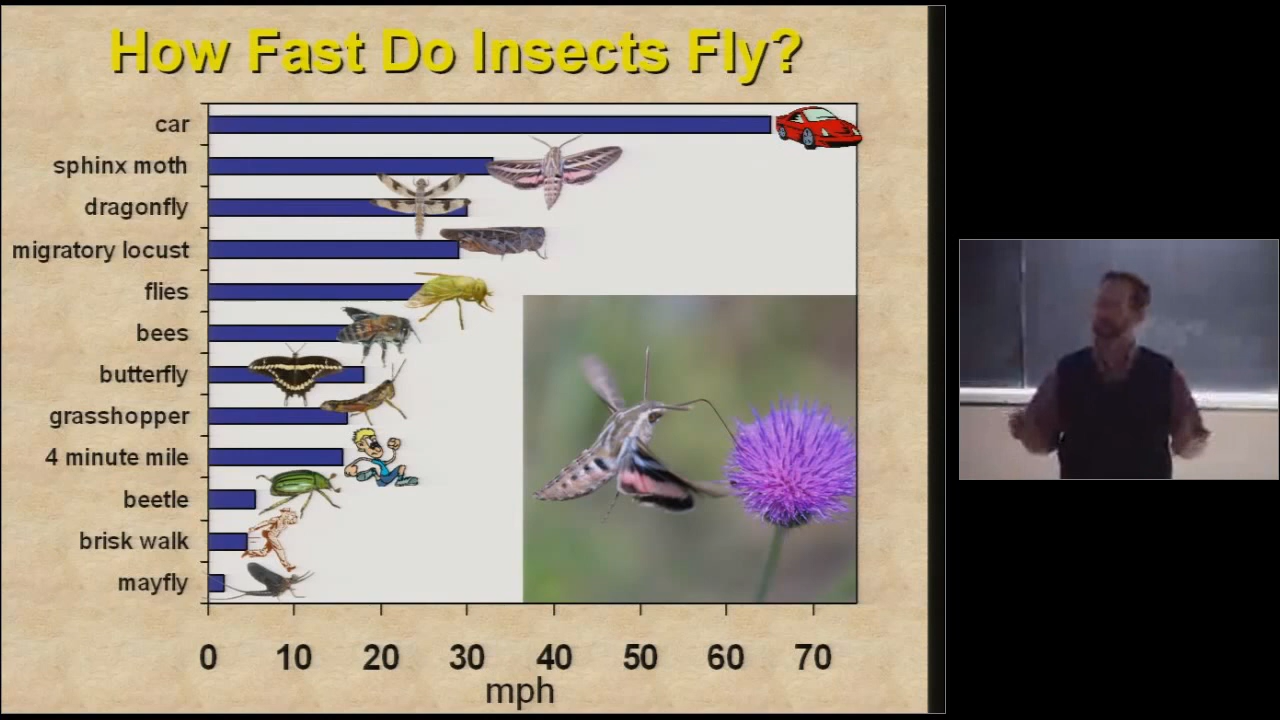 How Fast Do Insects Fly?
car
sphinx moth
dragonfly
migratory locust
flies
bees
butterfly
grasshopper
4 minute mile
beetle
brisk walk
mayfly
0 10 20 30 40 50 60 70
mph